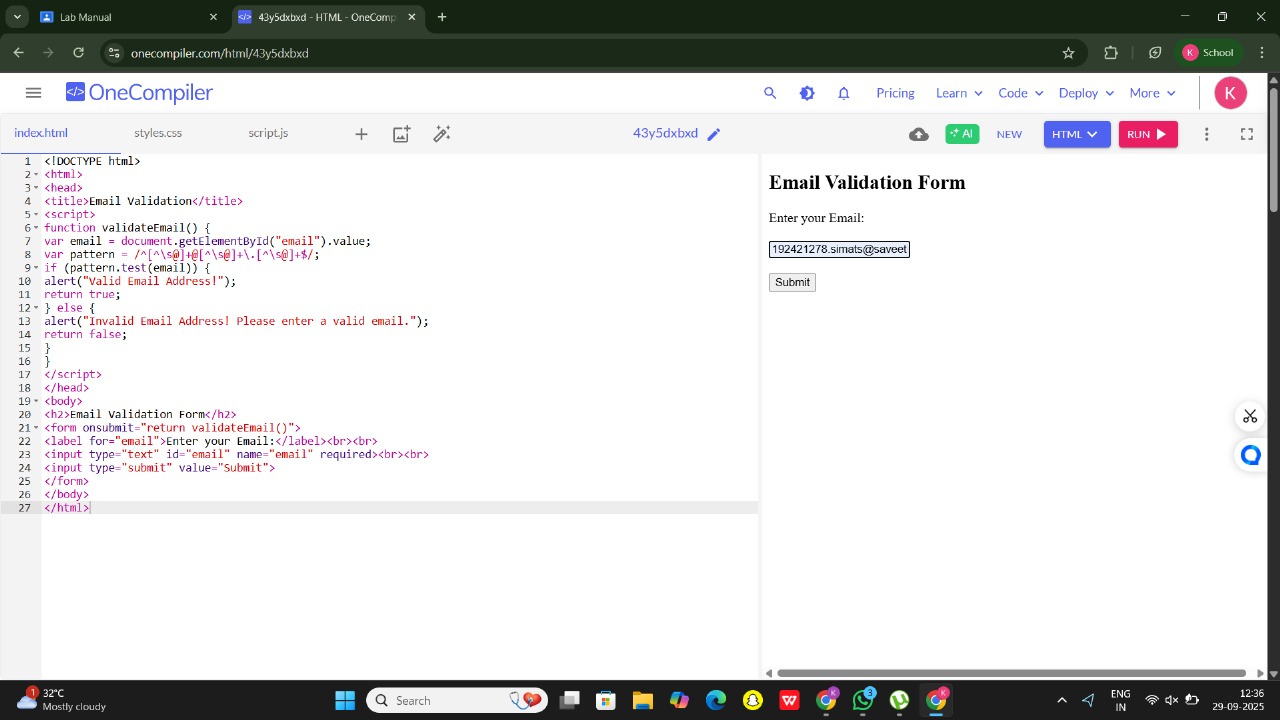 Lab Manual
43y5dxbxd - HTML - OneComp
onecompiler.com/html/43y5dxbxd
K School
</> OneCompiler
Pricing Learn Code Deploy More K
index.html styles.css script.js 43y5dxbxd AI NEW HTML RUN
1 <!DOCTYPE html>
2 <html>
3 <head>
4 <title>Email Validation</title>
5 <script>
6 function validateEmail() {
7 var email = document.getElementById("email").value;
8 var pattern = /^[^\s@]+@[^\s@]+\.[^\s@]+$/;
9 if (pattern.test(email)) {
10 alert("Valid Email Address!");
11 return true;
12 } else {
13 alert("Invalid Email Address! Please enter a valid email.");
14 return false;
15 }
16 }
17 </script>
18 </head>
19 <body>
20 <h2>Email Validation Form</h2>
21 <form onsubmit="return validateEmail()">
22 <label for="email">Enter your Email:</label><br><br>
23 <input type="text" id="email" name="email" required><br><br>
24 <input type="submit" value="Submit">
25 </form>
26 </body>
27 </html>
Email Validation Form
Enter your Email:
192421278.simats@saveet
Submit
1
32°C
Mostly cloudy
Search
3
ENG
IN
12:36
29-09-2025